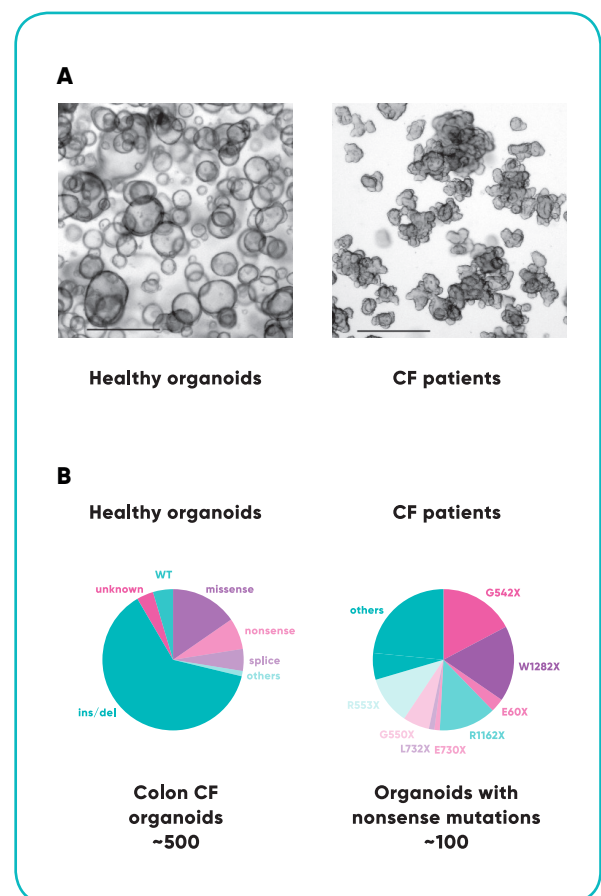 A
Healthy organoids
CF patients
B
Healthy organoids
CF patients
WT
unknown
missense
nonsense
splice
others
ins/del
G542X
others
W1282X
E60X
R553X
R1162X
G550X
L732X
E730X
Colon CF
organoids
~500
Organoids with
nonsense mutations
~100